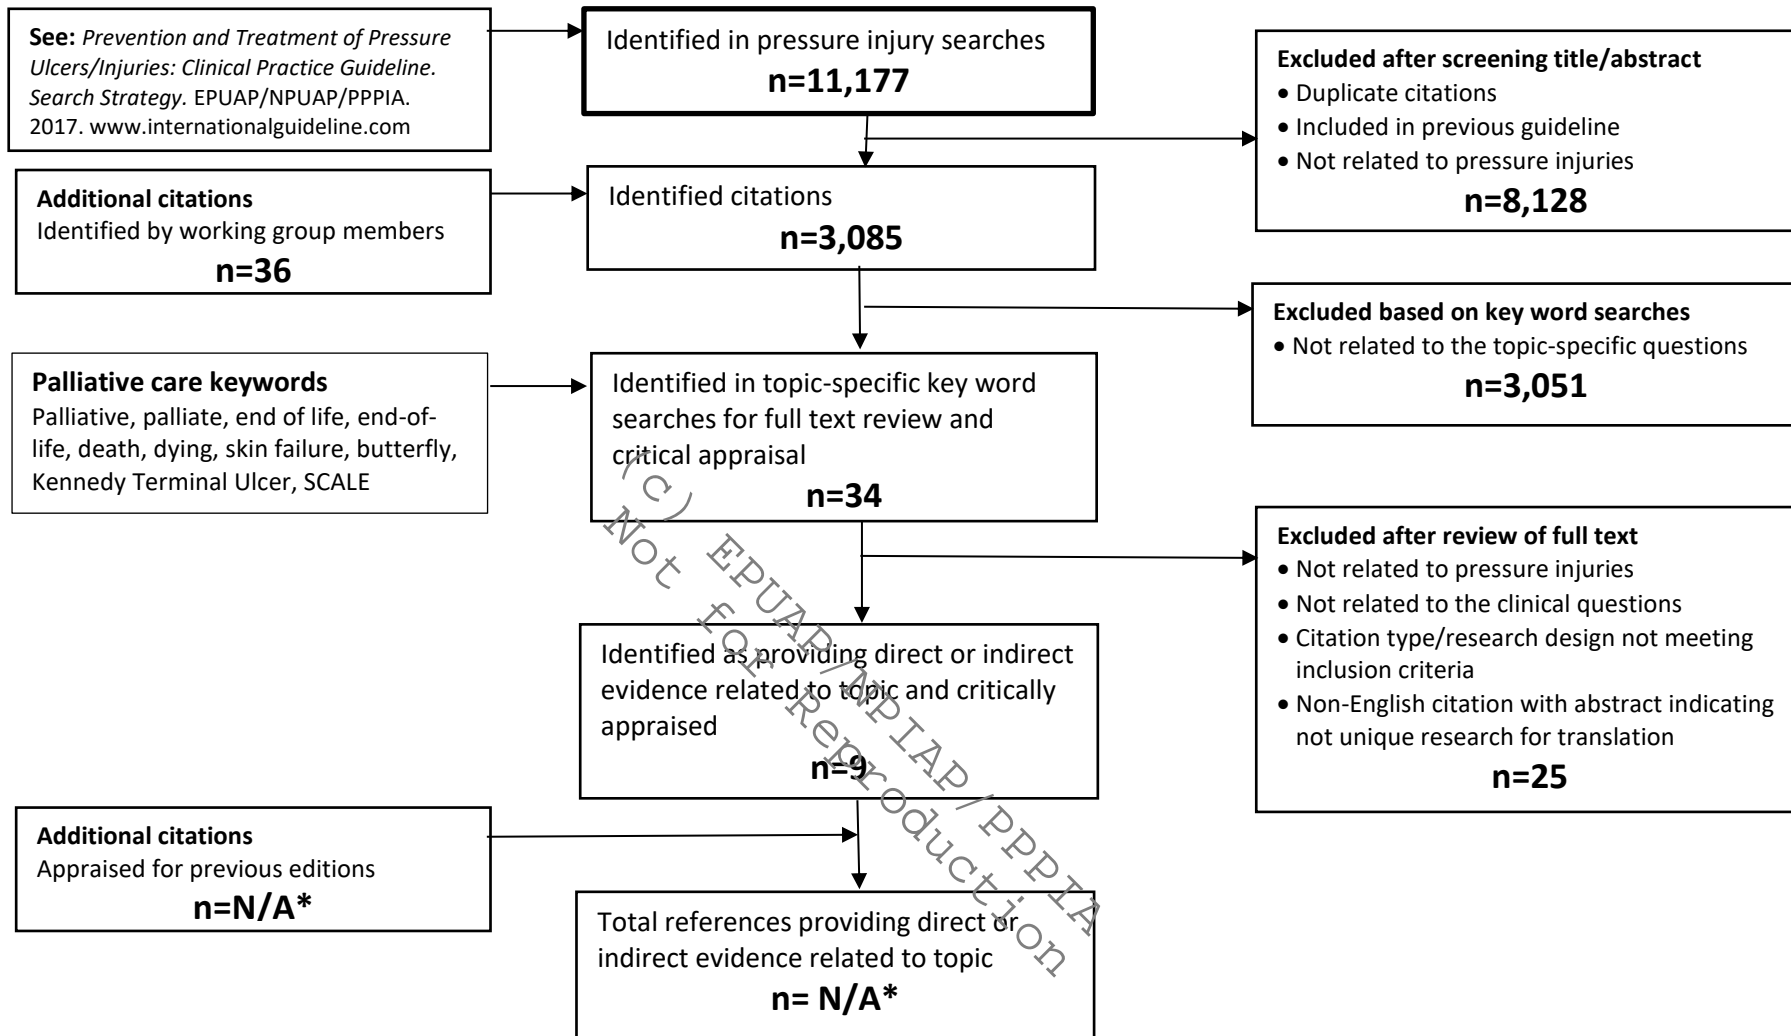 See: Prevention and Treatment of Pressure
Ulcers/Injuries: Clinical Practice Guideline.
Search Strategy. EPUAP/NPUAP/PPPIA.
2017. www.internationalguideline.com
Identified in pressure injury searches
n=11,177
Excluded after screening title/abstract
• Duplicate citations
• Included in previous guideline
• Not related to pressure injuries
n=8,128
Additional citations
Identified by working group members
n=36
Identified citations
n=3,085
Excluded based on key word searches
• Not related to the topic-specific questions
n=3,051
Palliative care keywords
Palliative, palliate, end of life, end-of-
life, death, dying, skin failure, butterfly,
Kennedy Terminal Ulcer, SCALE
Identified in topic-specific key word
searches for full text review and
critical appraisal
n=34
Excluded after review of full text
• Not related to pressure injuries
• Not related to the clinical questions
• Citation type/research design not meeting
inclusion criteria
• Non-English citation with abstract indicating
not unique research for translation
n=25
Identified as providing direct or indirect
evidence related to topic and critically
appraised
n=9
Additional citations
Appraised for previous editions
n=N/A*
Total references providing direct or
indirect evidence related to topic
n= N/A*
(c) EPUAP/NPIAP/PPPIA
Not for Reproduction